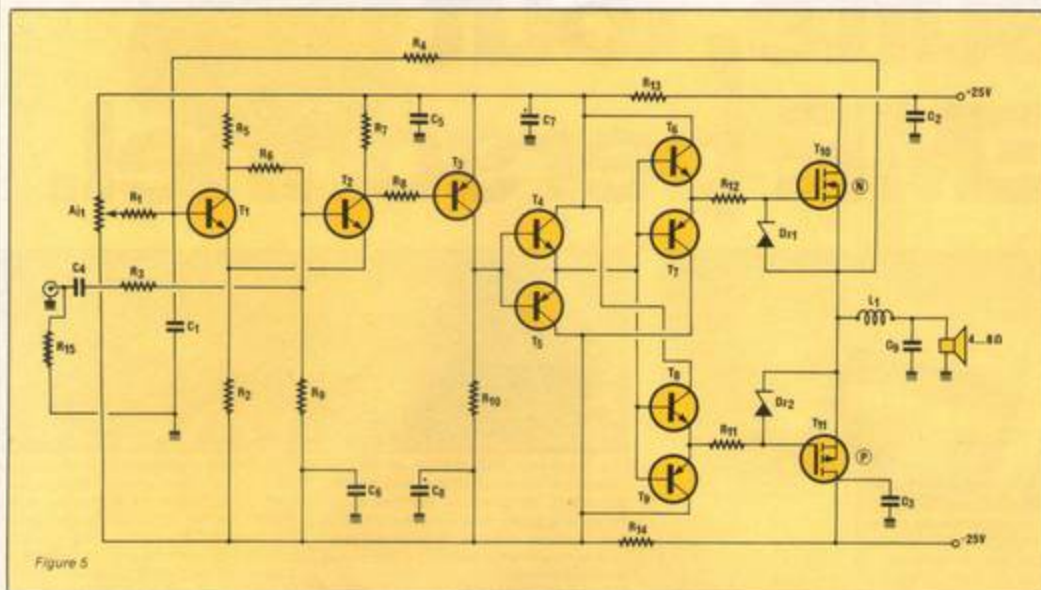 R4
R13
-25V
R5
R7
C5
C7
C2
R6
T6
T10
N
T2
R8
T3
R12
Aj1
R1
T1
T4
Dz1
T7
C4
R3
L1
T5
C9
4...8Ω
C1
T8
Dz2
R15
R2
R9
R10
R11
T11
P
T9
C6
C8
C3
R14
-25V
Figure 5